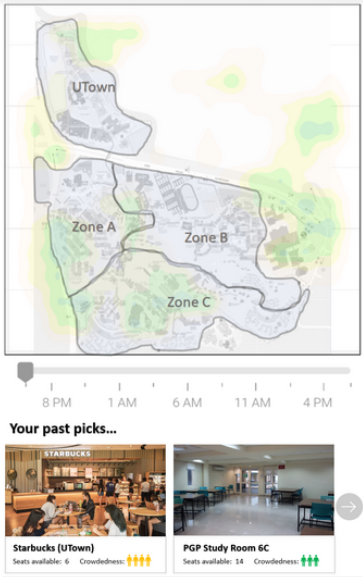 UTown
Zone A
Zone B
Zone C
8 PM 1 AM 6 AM 11 AM 4 PM
Your past picks...
STARBUCKS
Starbucks (UTown)
Seats available: 6 Crowdedness:
PGP Study Room 6C
Seats available: 14 Crowdedness: